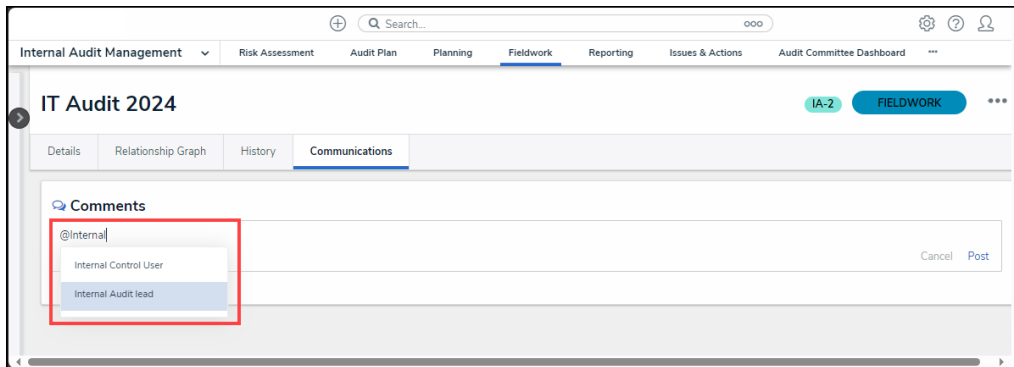 Search...
Internal Audit Management Risk Assessment Audit Plan Planning Fieldwork Reporting Issues & Actions Audit Committee Dashboard
IT Audit 2024 IA-2 FIELDWORK
Details Relationship Graph History Communications
Comments
@Internal
Cancel Post
Internal Control User
Internal Audit lead